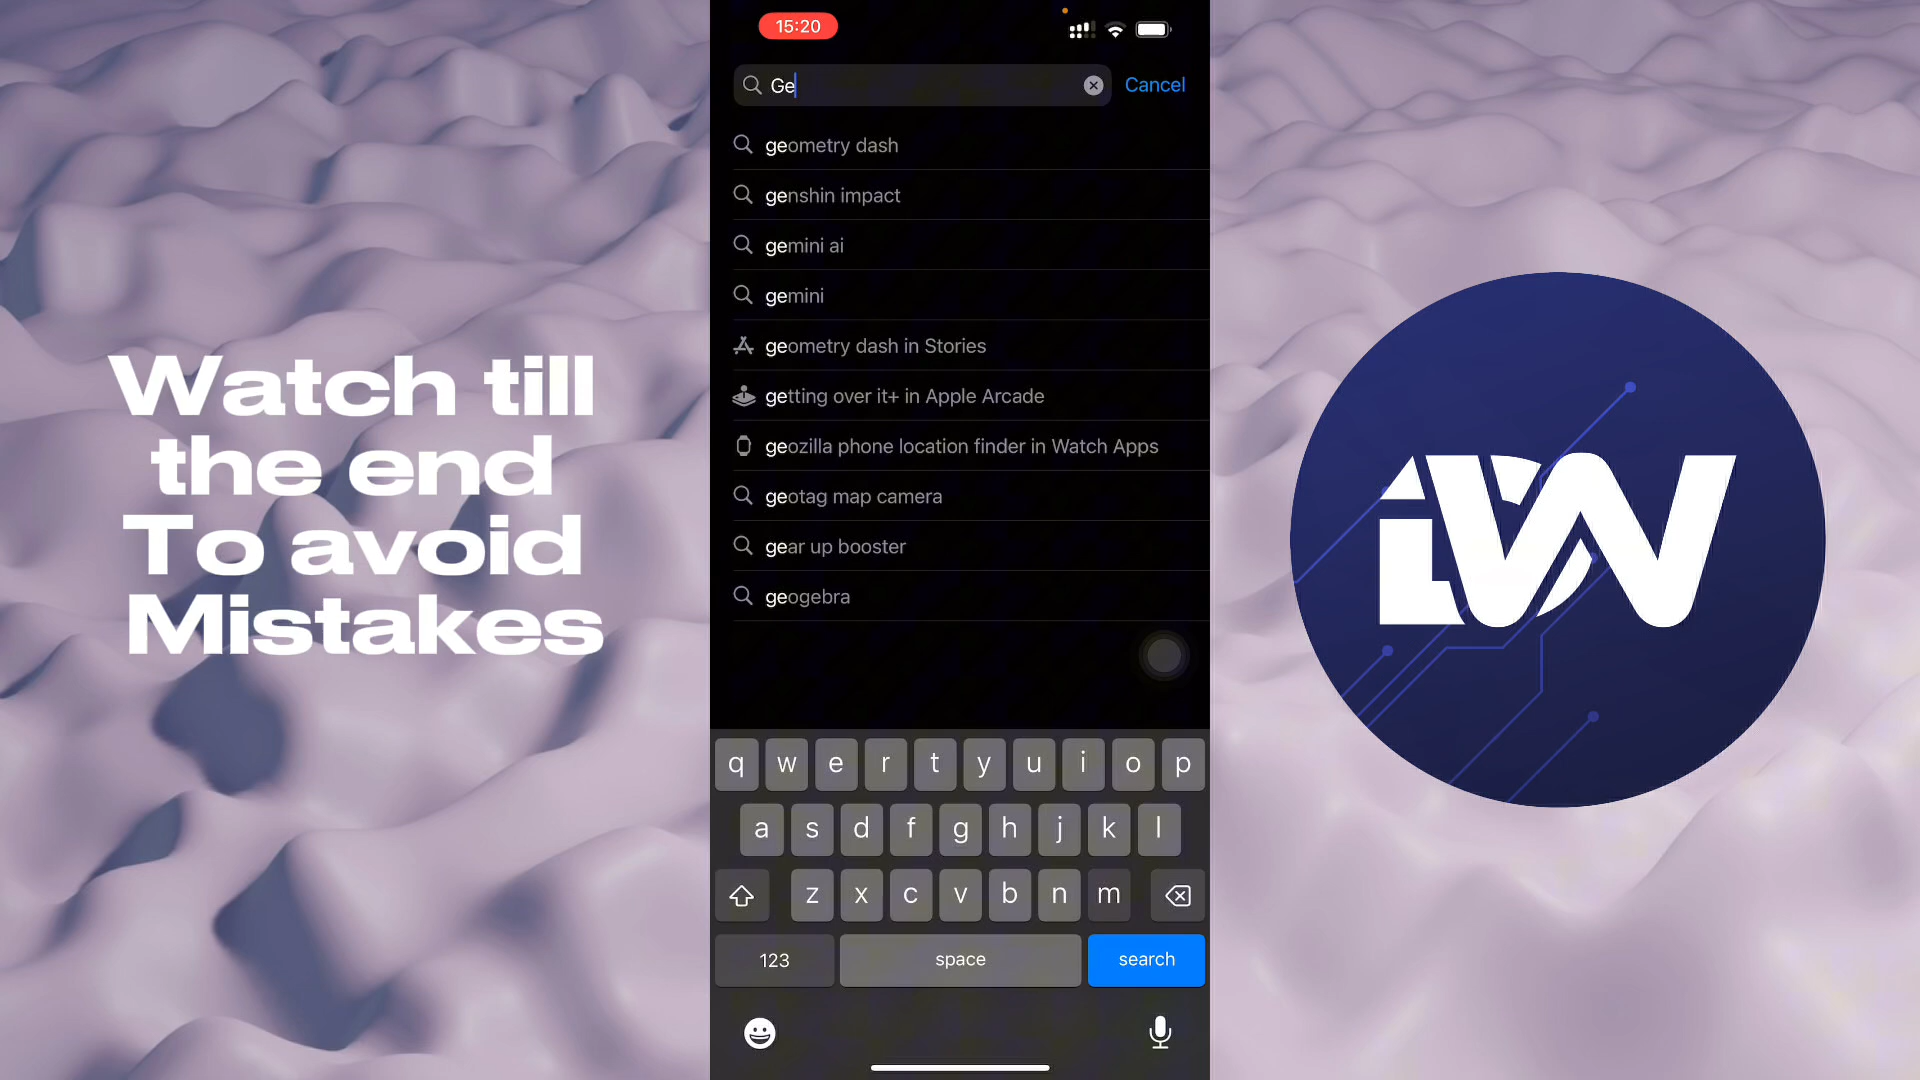 Watch till
the end
To avoid
Mistakes
15:20
Ge
Cancel
geometry dash
genshin impact
gemini ai
gemini
geometry dash in Stories
getting over it+ in Apple Arcade
geozilla phone location finder in Watch Apps
geotag map camera
gear up booster
geogebra
q w e r t y u i o p
a s d f g h j k l
z x c v b n m
123 space search